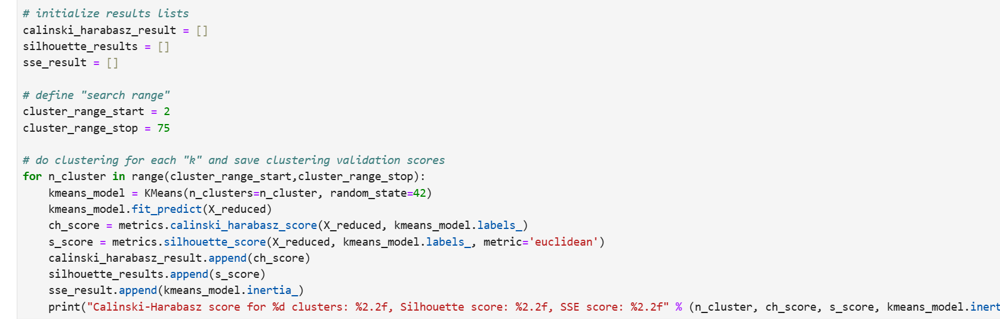 # initialize results lists
calinski_harabasz_result = []
silhouette_results = []
sse_result = []
# define "search range"
cluster_range_start = 2
cluster_range_stop = 75
# do clustering for each "k" and save clustering validation scores
for n_cluster in range(cluster_range_start,cluster_range_stop):
    kmeans_model = KMeans(n_clusters=n_cluster, random_state=42)
    kmeans_model.fit_predict(X_reduced)
    ch_score = metrics.calinski_harabasz_score(X_reduced, kmeans_model.labels_)
    s_score = metrics.silhouette_score(X_reduced, kmeans_model.labels_, metric='euclidean')
    calinski_harabasz_result.append(ch_score)
    silhouette_results.append(s_score)
    sse_result.append(kmeans_model.inertia_)
    print("Calinski-Harabasz score for %d clusters: %2.2f, Silhouette score: %2.2f, SSE score: %2.2f" % (n_cluster, ch_score, s_score, kmeans_model.inert